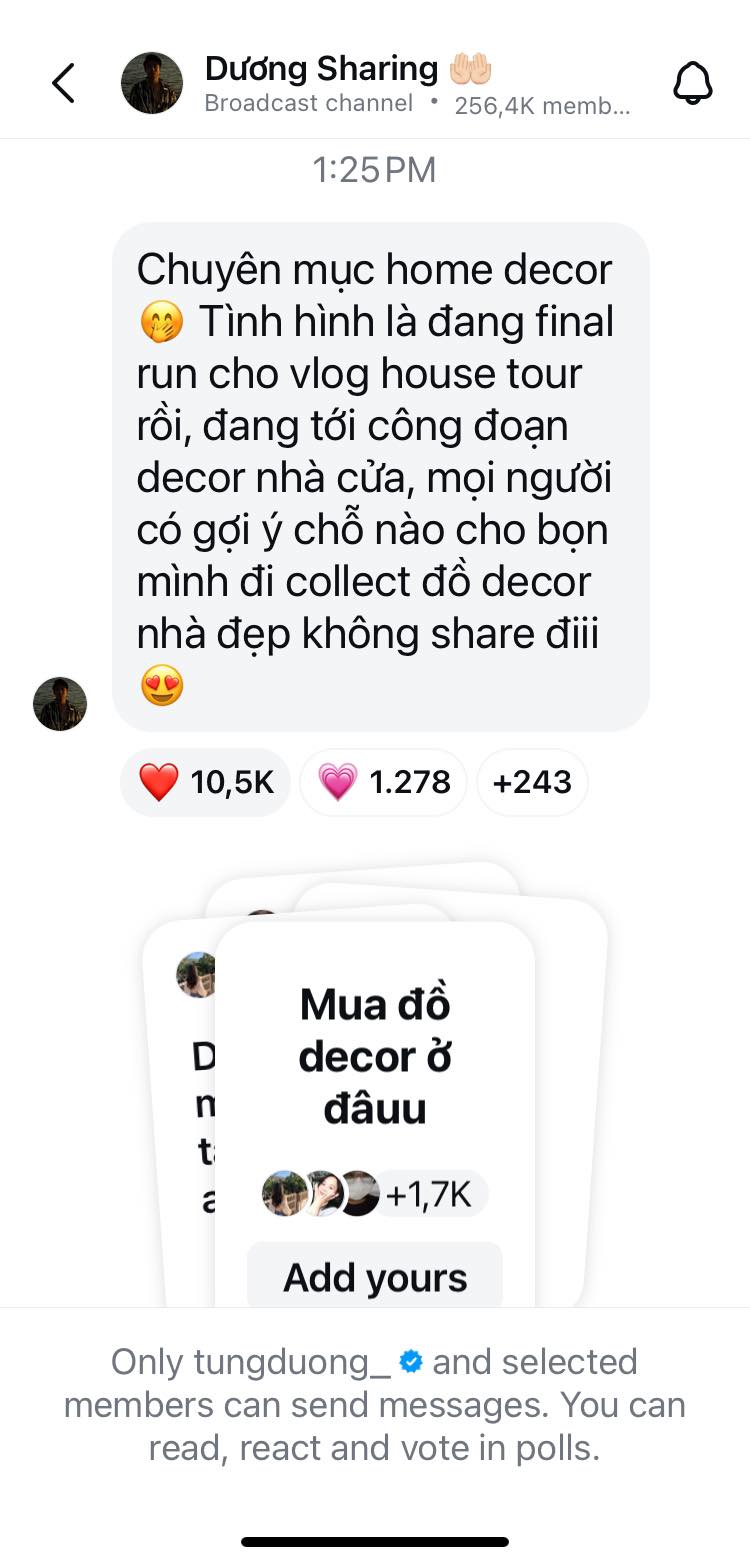 Dương Sharing 🤲🏻
Broadcast channel • 256,4K memb...
1:25 PM
Chuyên mục home decor
🤭 Tình hình là đang final
run cho vlog house tour
rồi, đang tới công đoạn
decor nhà cửa, mọi người
có gợi ý chỗ nào cho bọn
mình đi collect đồ decor
nhà đẹp không share điii
😍
❤️ 10,5K 💗 1.278 +243
Mua đồ
decor ở
đâuu
+1,7K
Add yours
Only tungduong_ and selected
members can send messages. You can
read, react and vote in polls.